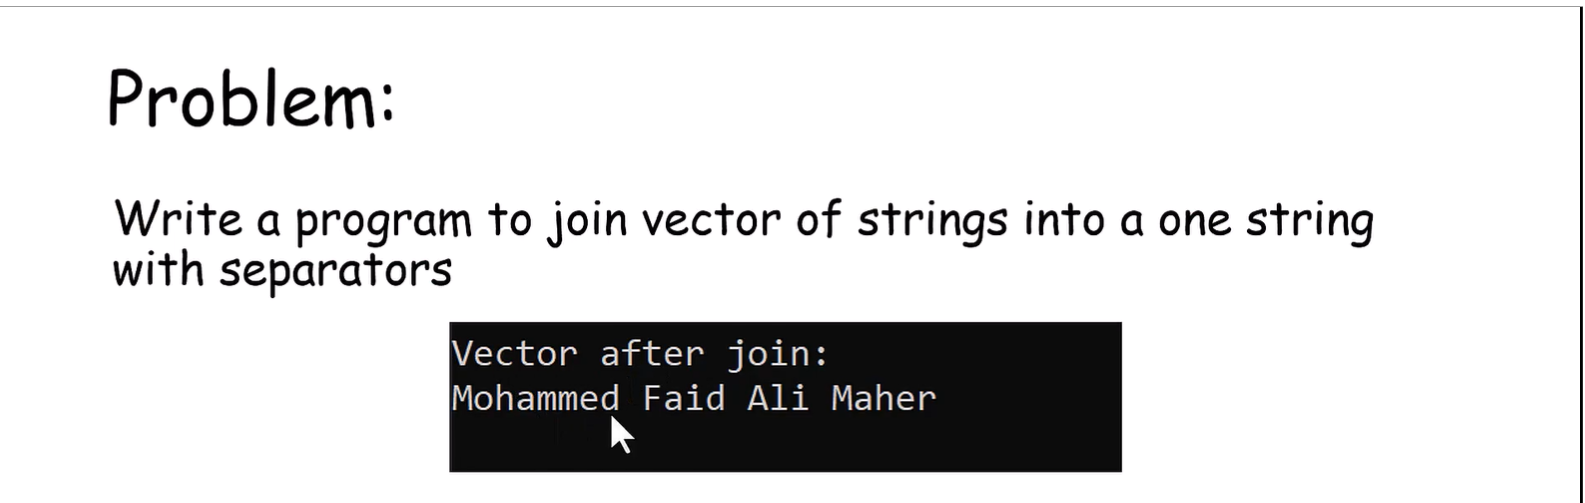 Problem:
Write a program to join vector of strings into a one string
with separators
Vector after join:
Mohammed Faid Ali Maher